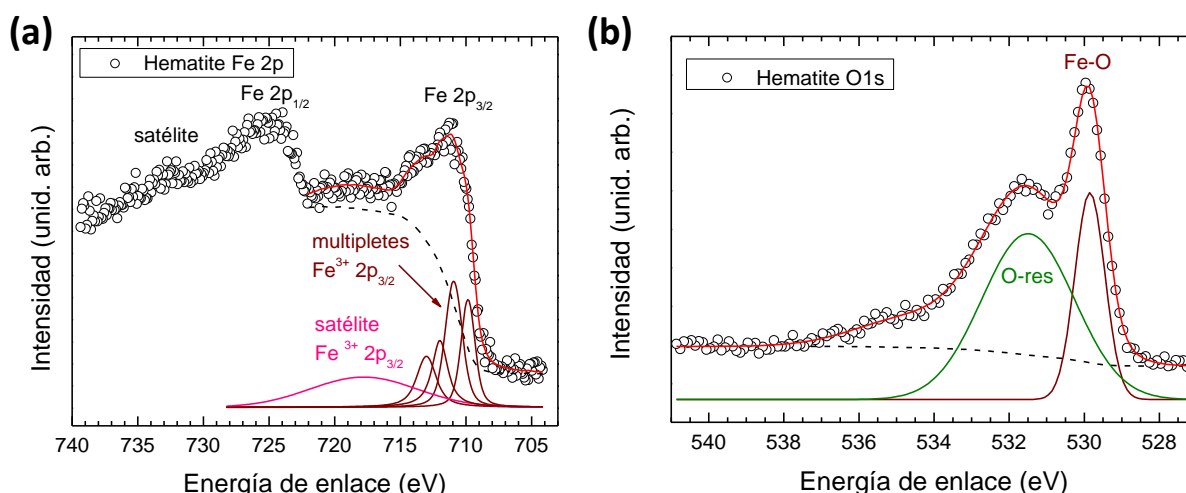 (a)
Hematite Fe 2p
Fe 2p1/2
Fe 2p3/2
satélite
multipletes
Fe3+ 2p3/2
satélite
Fe 3+ 2p3/2
Intensidad (unid. arb.)
740 735 730 725 720 715 710 705
Energía de enlace (eV)
(b)
Fe-O
Hematite O1s
O-res
Intensidad (unid. arb.)
540 538 536 534 532 530 528
Energía de enlace (eV)